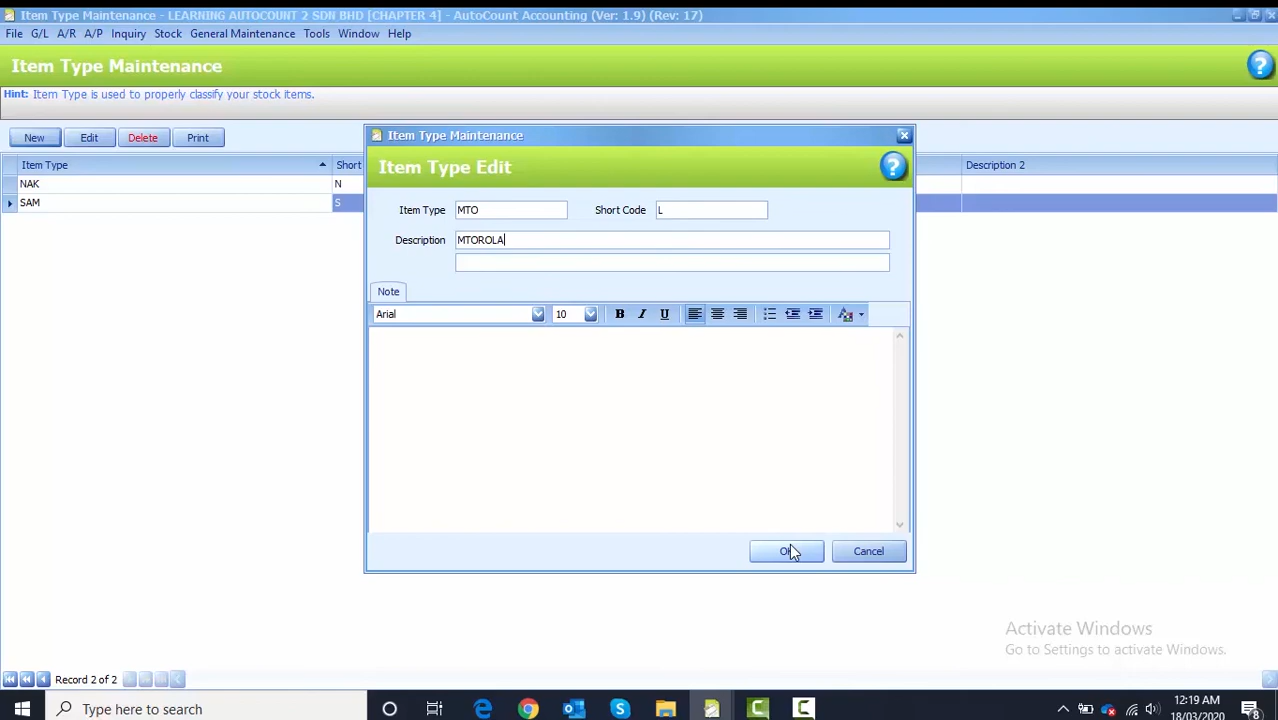 Item Type Maintenance - LEARNING AUTOCOUNT 2 SDN BHD [CHAPTER 4] - AutoCount Accounting (Ver: 1.9) (Rev: 17)
File G/L A/R A/P Inquiry Stock General Maintenance Tools Window Help
Item Type Maintenance
Hint: Item Type is used to properly classify your stock items.
New Edit Delete Print
Item Type Short Description 2
NAK N
SAM S
Item Type Maintenance
Item Type Edit
Item Type MTO Short Code L
Description MTOROLA
Note
Arial 10 B I U
Cancel
Activate Windows
Go to Settings to activate Windows.
Record 2 of 2
Type here to search
12:19 AM
18/03/2020
8